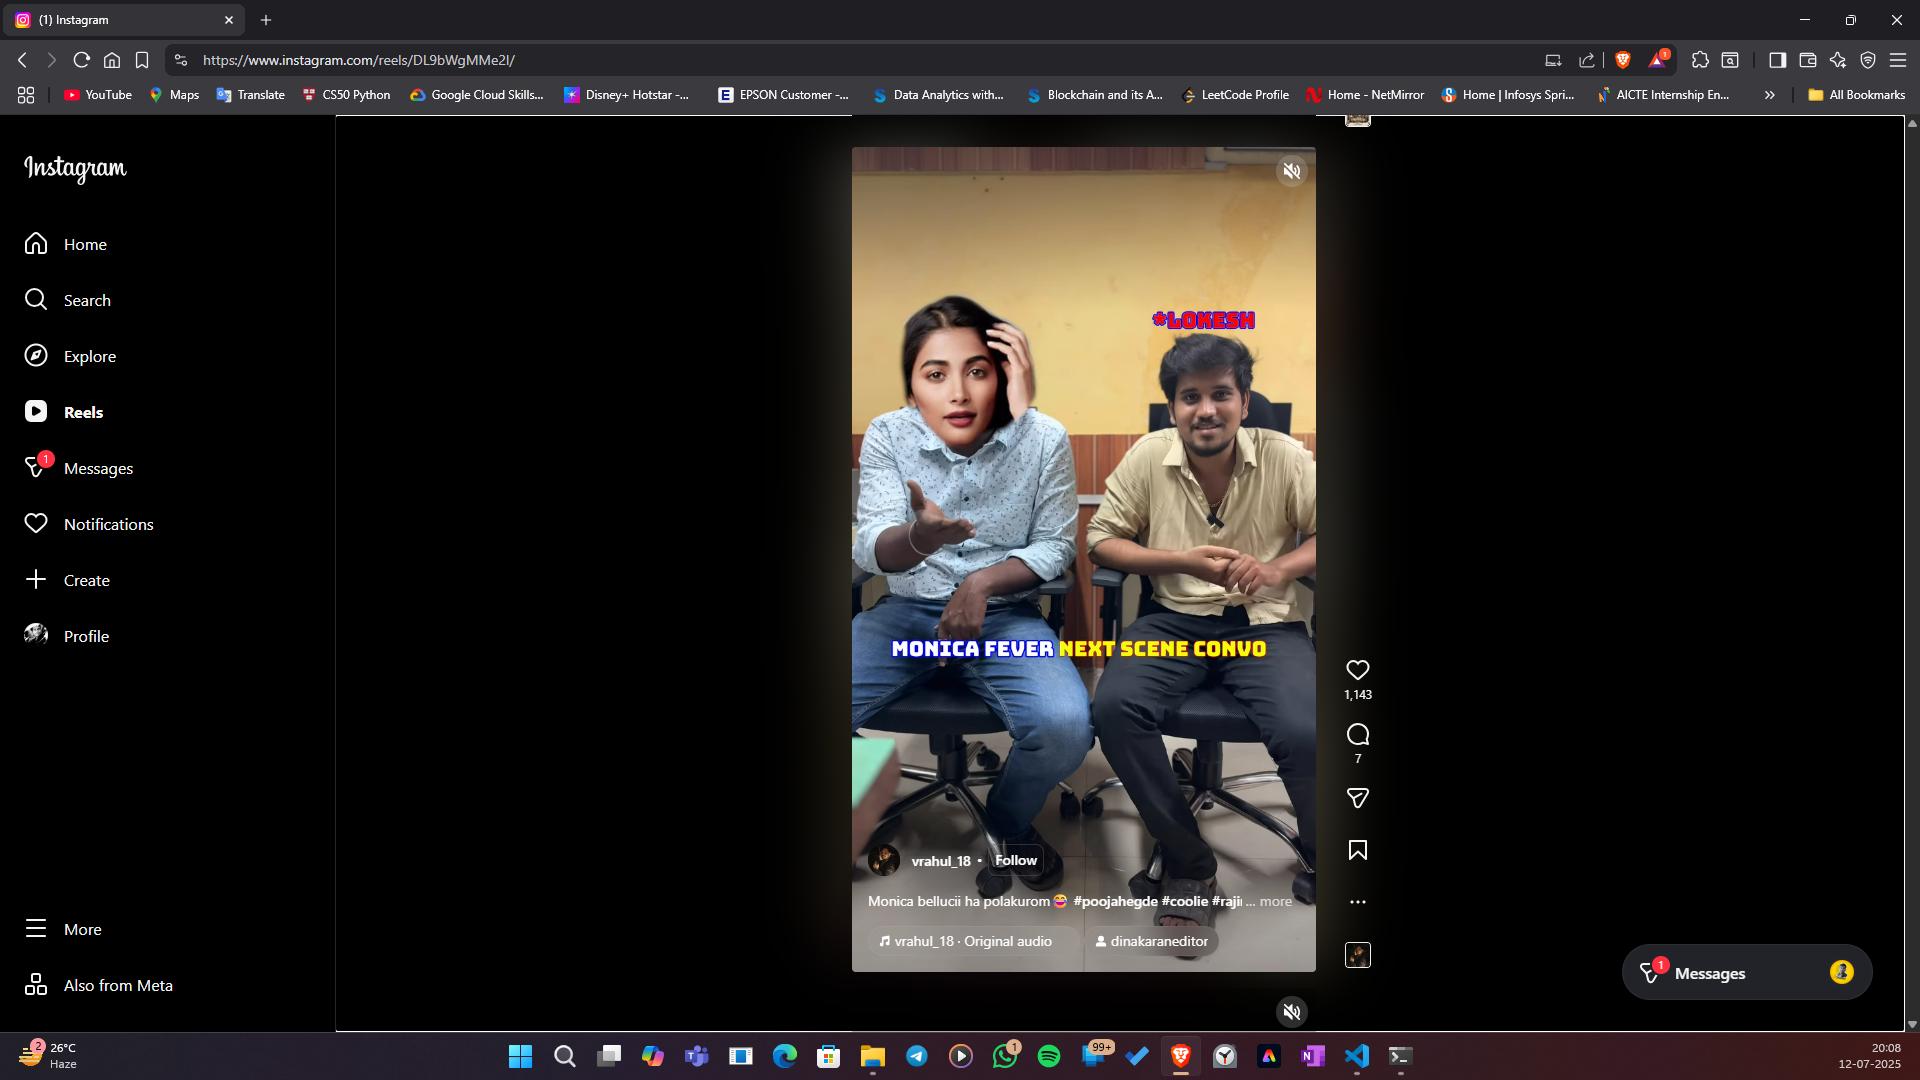 (1) Instagram
https://www.instagram.com/reels/DL9bWgMMe2I/
1
YouTube
Maps
Translate
CS50 Python
Google Cloud Skills...
Disney+ Hotstar -...
EPSON Customer -...
Data Analytics with...
Blockchain and its A...
LeetCode Profile
Home - NetMirror
Home | Infosys Spri...
AICTE Internship En...
All Bookmarks
Instagram
Home
Search
Explore
Reels
1
Messages
Notifications
Create
Profile
More
Also from Meta
*LOKESH
MONICA FEVER NEXT SCENE CONVO
vrahul_18 • Follow
Monica bellucii ha polakurom😂 #poojahegde #coolie #raji ... more
vrahul_18 · Original audio
dinakaraneditor
1,143
7
1
Messages
2
26°C
Haze
1
99+
20:08
12-07-2025